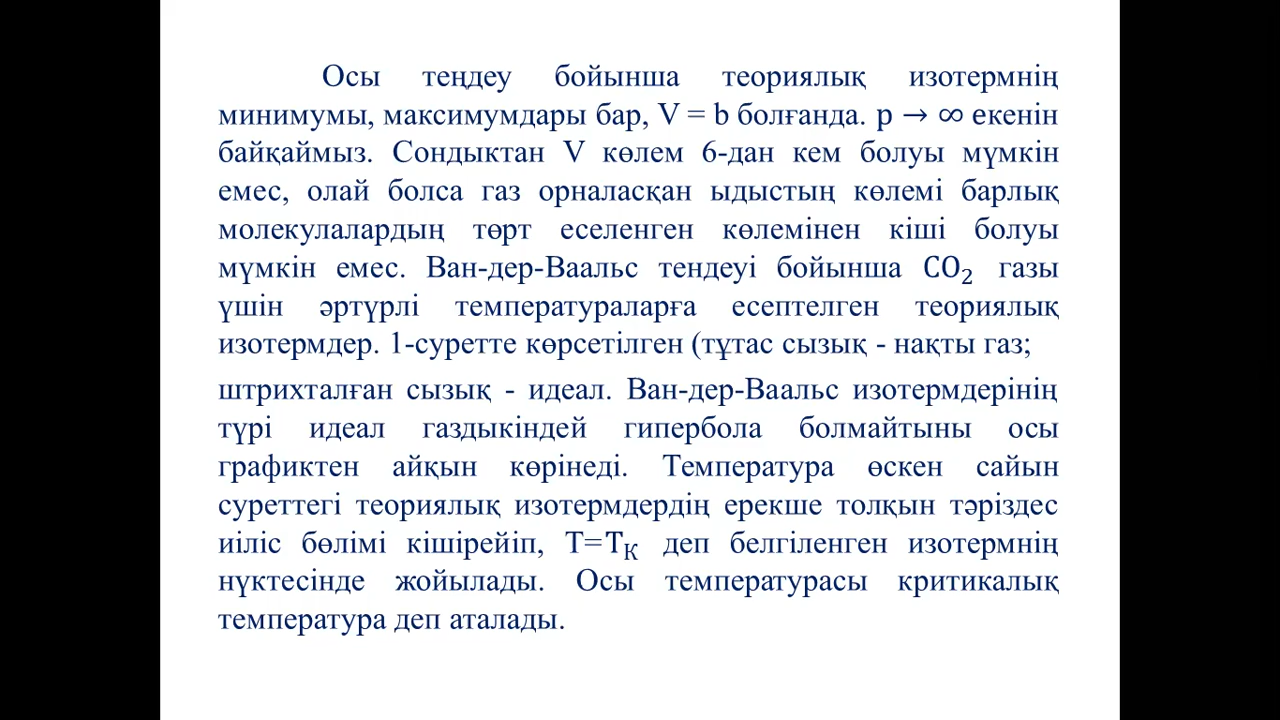 Осы теңдеу бойынша теориялық изотермнің
минимумы, максимумдары бар, V = b болғанда. p → ∞ екенін
байқаймыз. Сондыктан V көлем 6-дан кем болуы мүмкін
емес, олай болса газ орналасқан ыдыстың көлемі барлық
молекулалардың төрт еселенген көлемінен кіші болуы
мүмкін емес. Ван-дер-Ваальс тендеуі бойынша CO₂ газы
үшін әртүрлі температураларға есептелген теориялық
изотермдер. 1-суретте көрсетілген (тұтас сызық - нақты газ;
штрихталған сызық - идеал. Ван-дер-Ваальс изотермдерінің
түрі идеал газдыкіндей гипербола болмайтыны осы
графиктен айқын көрінеді. Температура өскен сайын
суреттегі теориялық изотермдердің ерекше толқын тәріздес
иіліс бөлімі кішірейіп, Т=Т_К деп белгіленген изотермнің
нүктесінде жойылады. Осы температурасы критикалық
температура деп аталады.